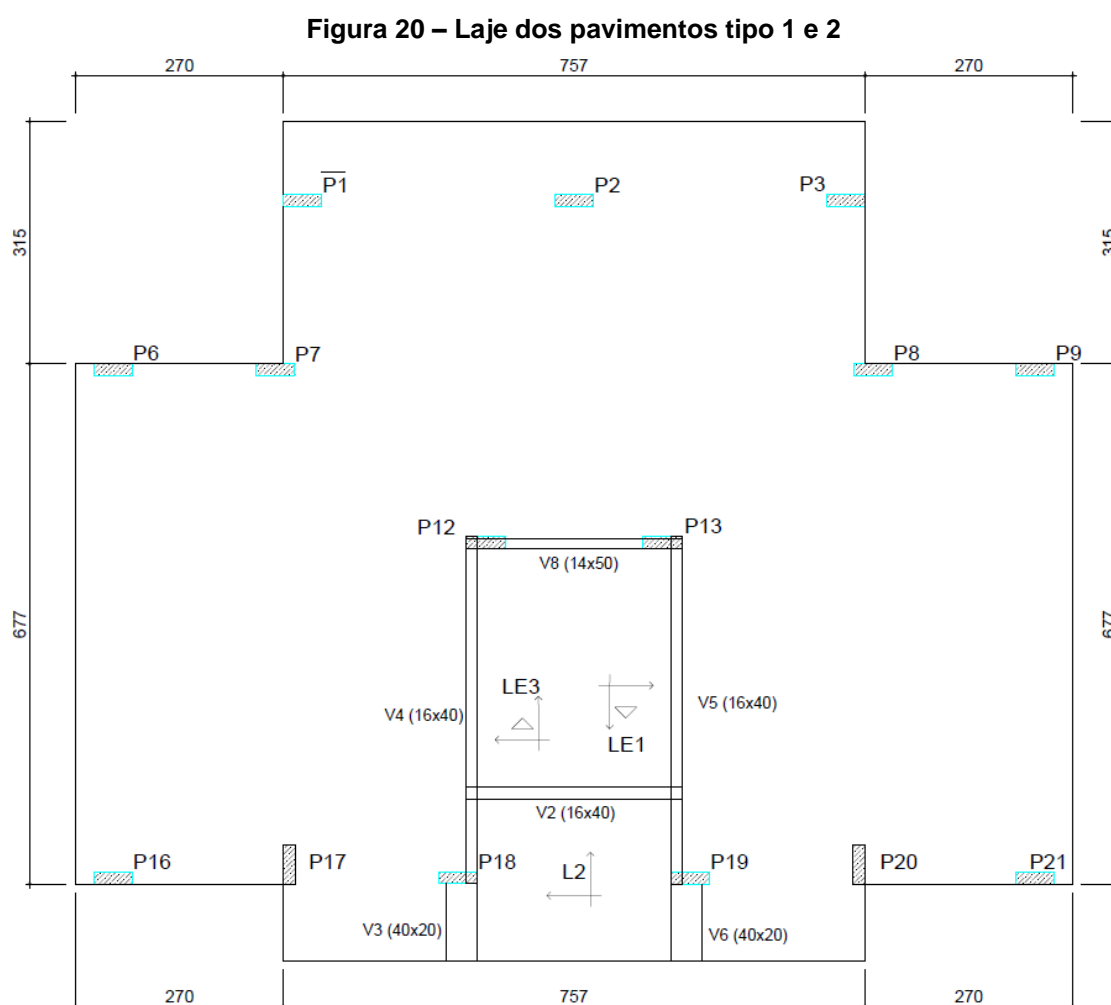 Figura 20 – Laje dos pavimentos tipo 1 e 2
270 757 270
315 315
P1 P2 P3
P6 P7 P8 P9
P12 P13
V8 (14x50)
677 677
LE3
V4 (16x40) V5 (16x40)
LE1
V2 (16x40)
P16 P17 P18 P19 P20 P21
L2
V3 (40x20) V6 (40x20)
270 757 270